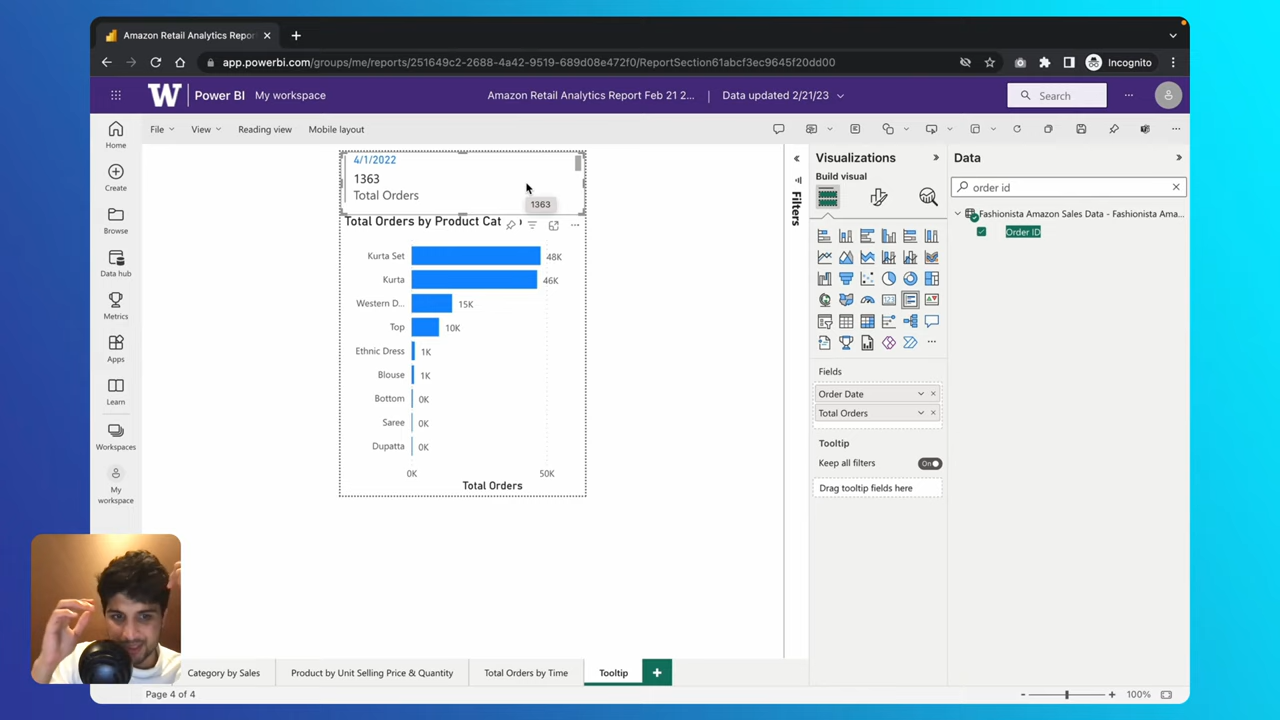 Amazon Retail Analytics Repor
app.powerbi.com/groups/me/reports/251649c2-2688-4a42-9519-689d08e472f0/ReportSection61abcf3ec9645f20dd00
Incognito
W Power BI My workspace
Amazon Retail Analytics Report Feb 21 2... | Data updated 2/21/23
Search
File View Reading view Mobile layout
Home
Create
Browse
Data hub
Metrics
Apps
Learn
Workspaces
My
workspace
4/1/2022
1363
Total Orders
1363
Total Orders by Product Cat
Kurta Set 48K
Kurta 46K
Western D... 15K
Top 10K
Ethnic Dress 1K
Blouse 1K
Bottom 0K
Saree 0K
Dupatta 0K
0K 50K
Total Orders
Filters
Visualizations
Build visual
Fields
Order Date
Total Orders
Tooltip
Keep all filters On
Drag tooltip fields here
Data
order id
Fashionista Amazon Sales Data - Fashionista Ama...
Order ID
Category by Sales Product by Unit Selling Price & Quantity Total Orders by Time Tooltip
Page 4 of 4
100%